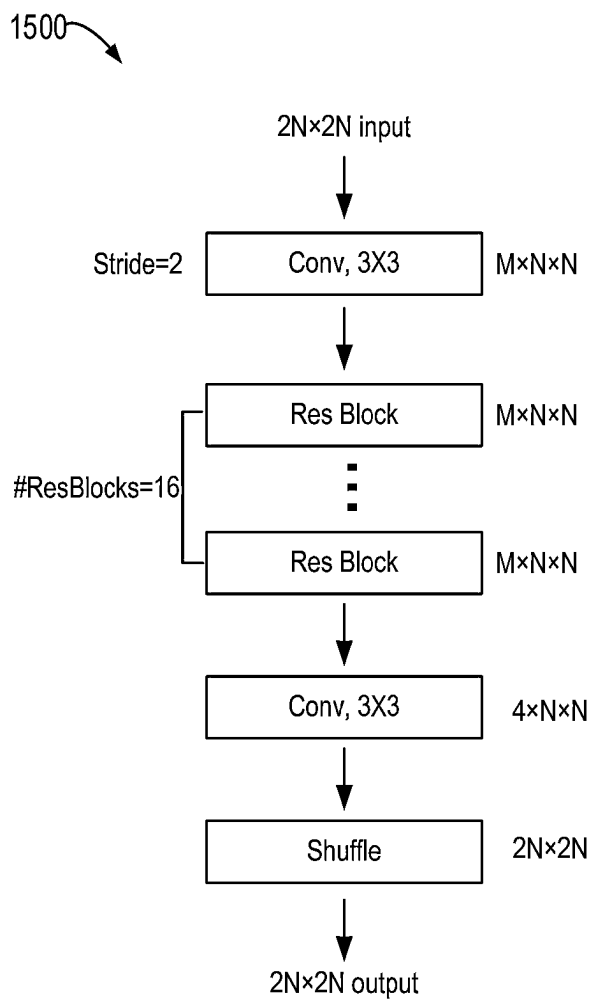 1500
2N×2N input
Stride=2
Conv, 3X3
M×N×N
Res Block
M×N×N
#ResBlocks=16
Res Block
M×N×N
Conv, 3X3
4×N×N
Shuffle
2N×2N
2N×2N output